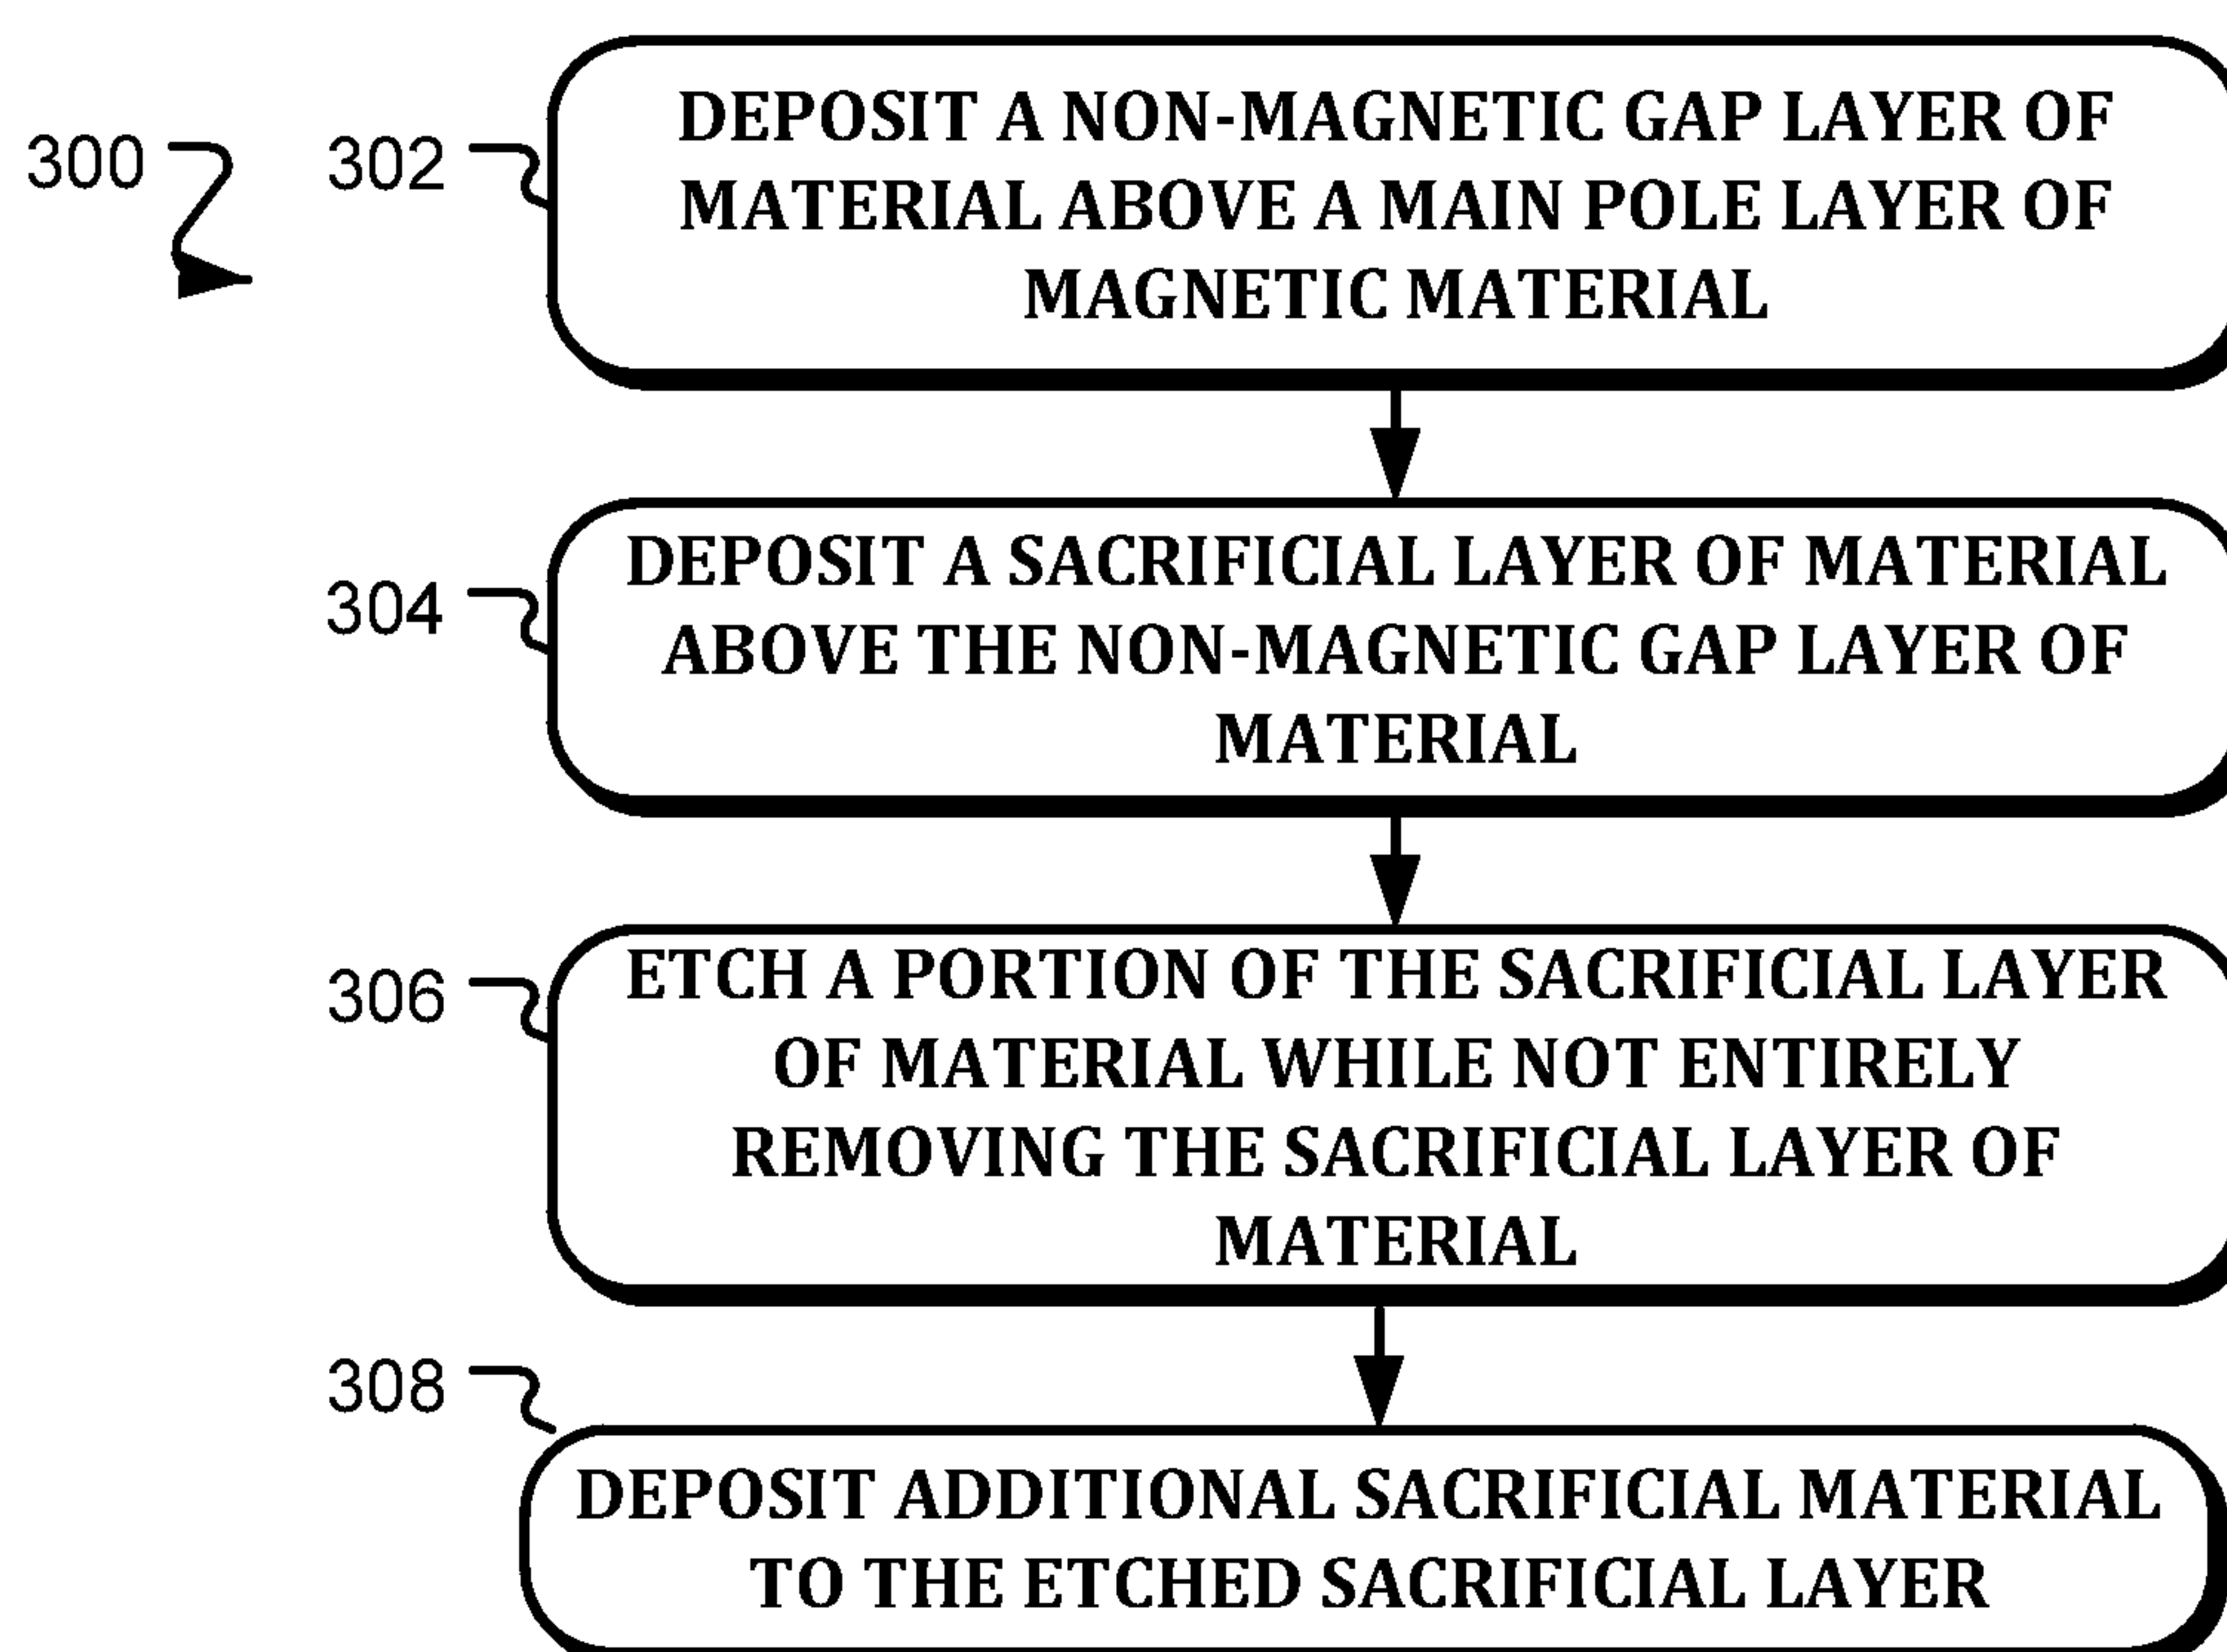 300
302
DEPOSIT A NON-MAGNETIC GAP LAYER OF
MATERIAL ABOVE A MAIN POLE LAYER OF
MAGNETIC MATERIAL
304
DEPOSIT A SACRIFICIAL LAYER OF MATERIAL
ABOVE THE NON-MAGNETIC GAP LAYER OF
MATERIAL
306
ETCH A PORTION OF THE SACRIFICIAL LAYER
OF MATERIAL WHILE NOT ENTIRELY
REMOVING THE SACRIFICIAL LAYER OF
MATERIAL
308
DEPOSIT ADDITIONAL SACRIFICIAL MATERIAL
TO THE ETCHED SACRIFICIAL LAYER